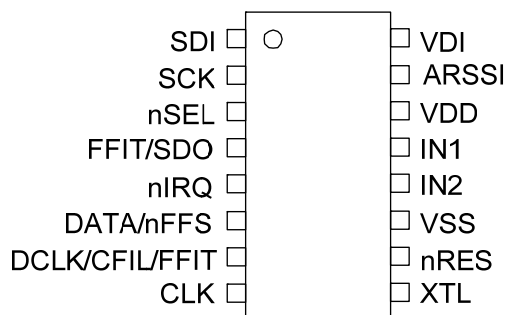 SDI VDI
SCK ARSSI
nSEL VDD
FFIT/SDO IN1
nIRQ IN2
DATA/nFFS VSS
DCLK/CFIL/FFIT nRES
CLK XTL